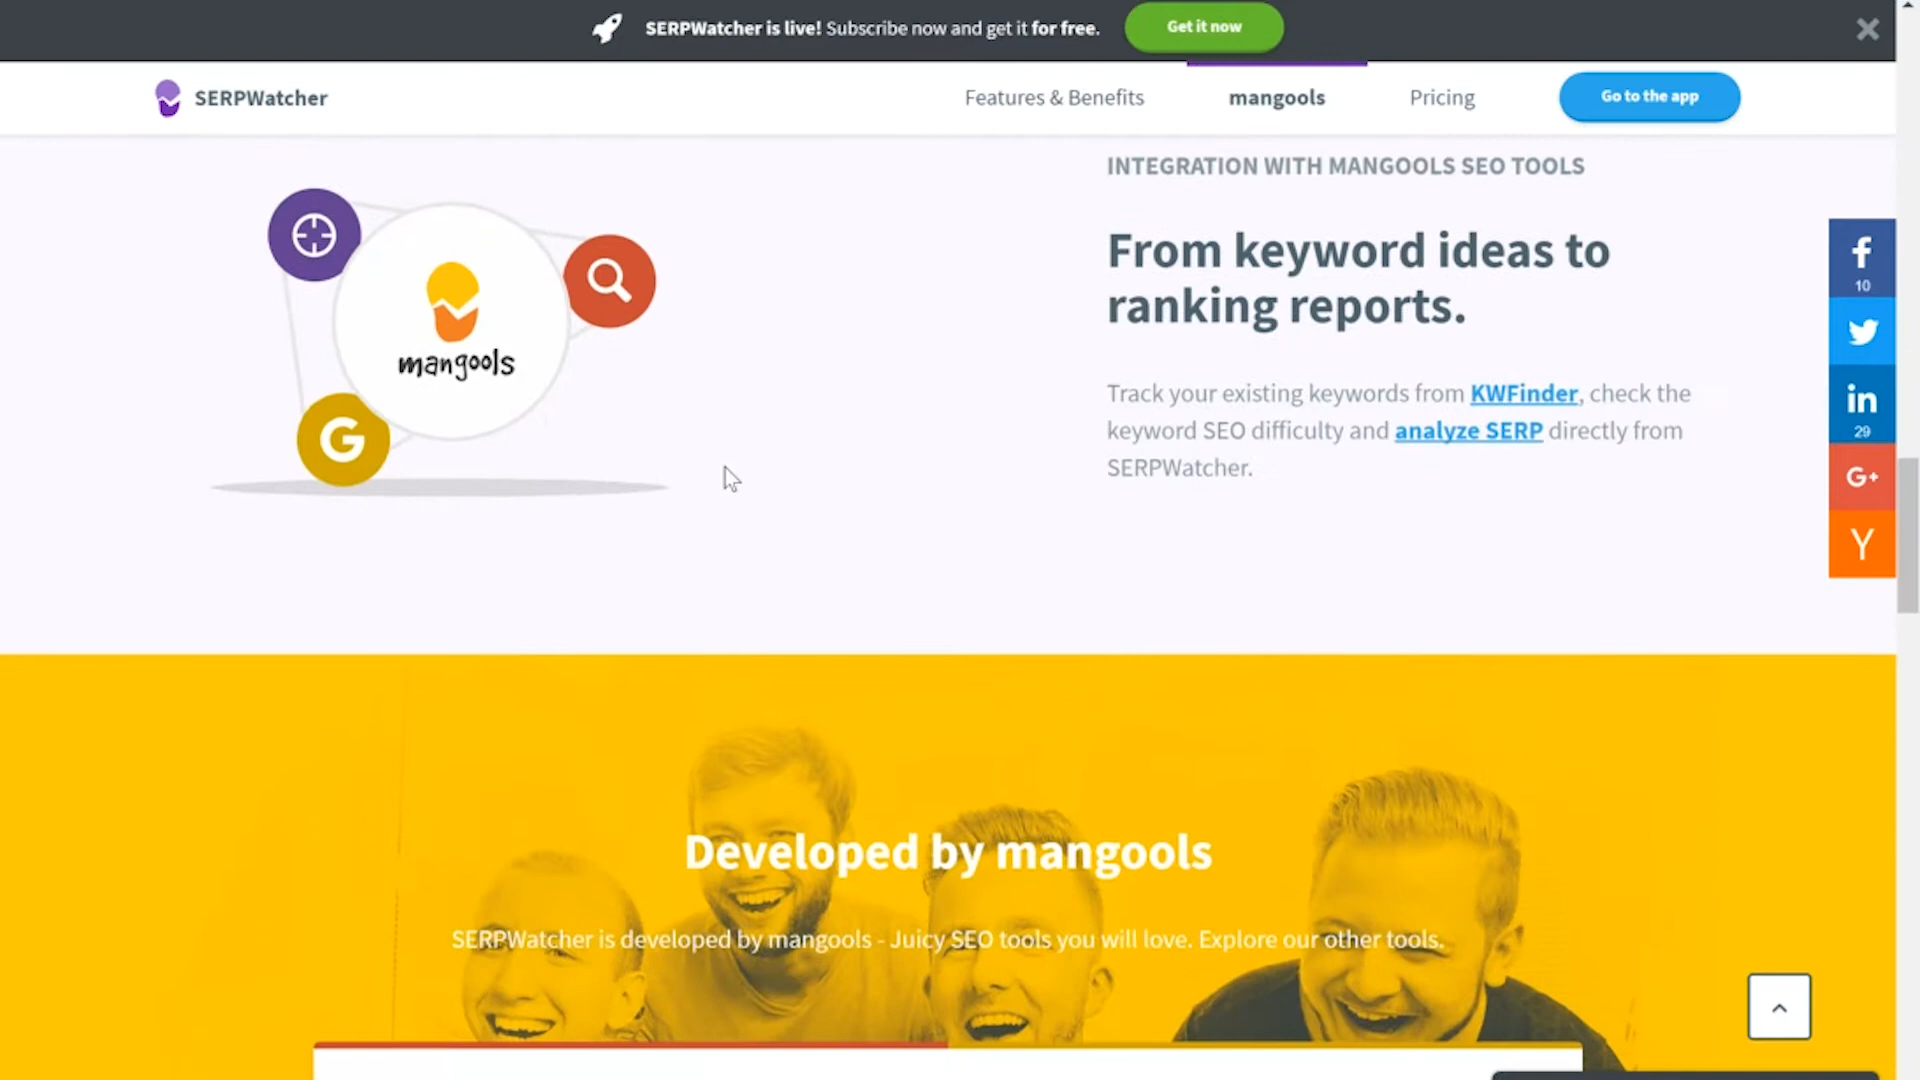 SERPWatcher is live! Subscribe now and get it for free.
Get it now
SERPWatcher
Features & Benefits
mangools
Pricing
Go to the app
mangools
INTEGRATION WITH MANGOOLS SEO TOOLS
From keyword ideas to
ranking reports.
Track your existing keywords from KWFinder, check the
keyword SEO difficulty and analyze SERP directly from
SERPWatcher.
10
29
Developed by mangools
SERPWatcher is developed by mangools - Juicy SEO tools you will love. Explore our other tools.